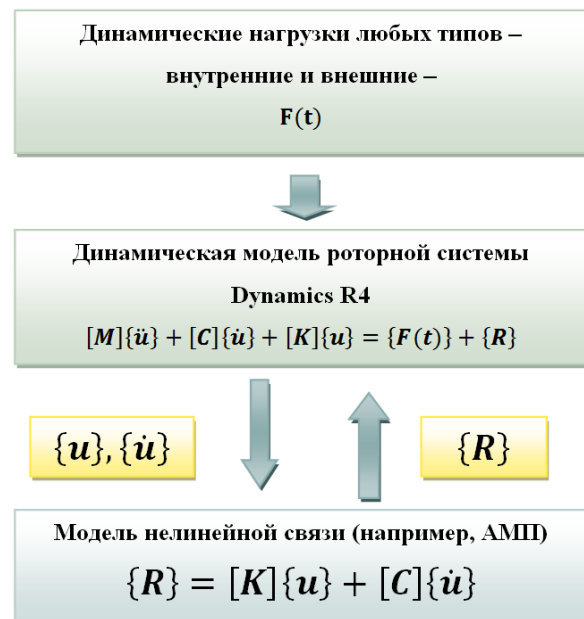 Динамические нагрузки любых типов –
внутренние и внешние –
F(t)
Динамическая модель роторной системы
Dynamics R4
[M]{ü} + [C]{u̇} + [K]{u} = {F(t)} + {R}
{u}, {u̇}
{R}
Модель нелинейной связи (например, АМП)
{R} = [K]{u} + [C]{u̇}